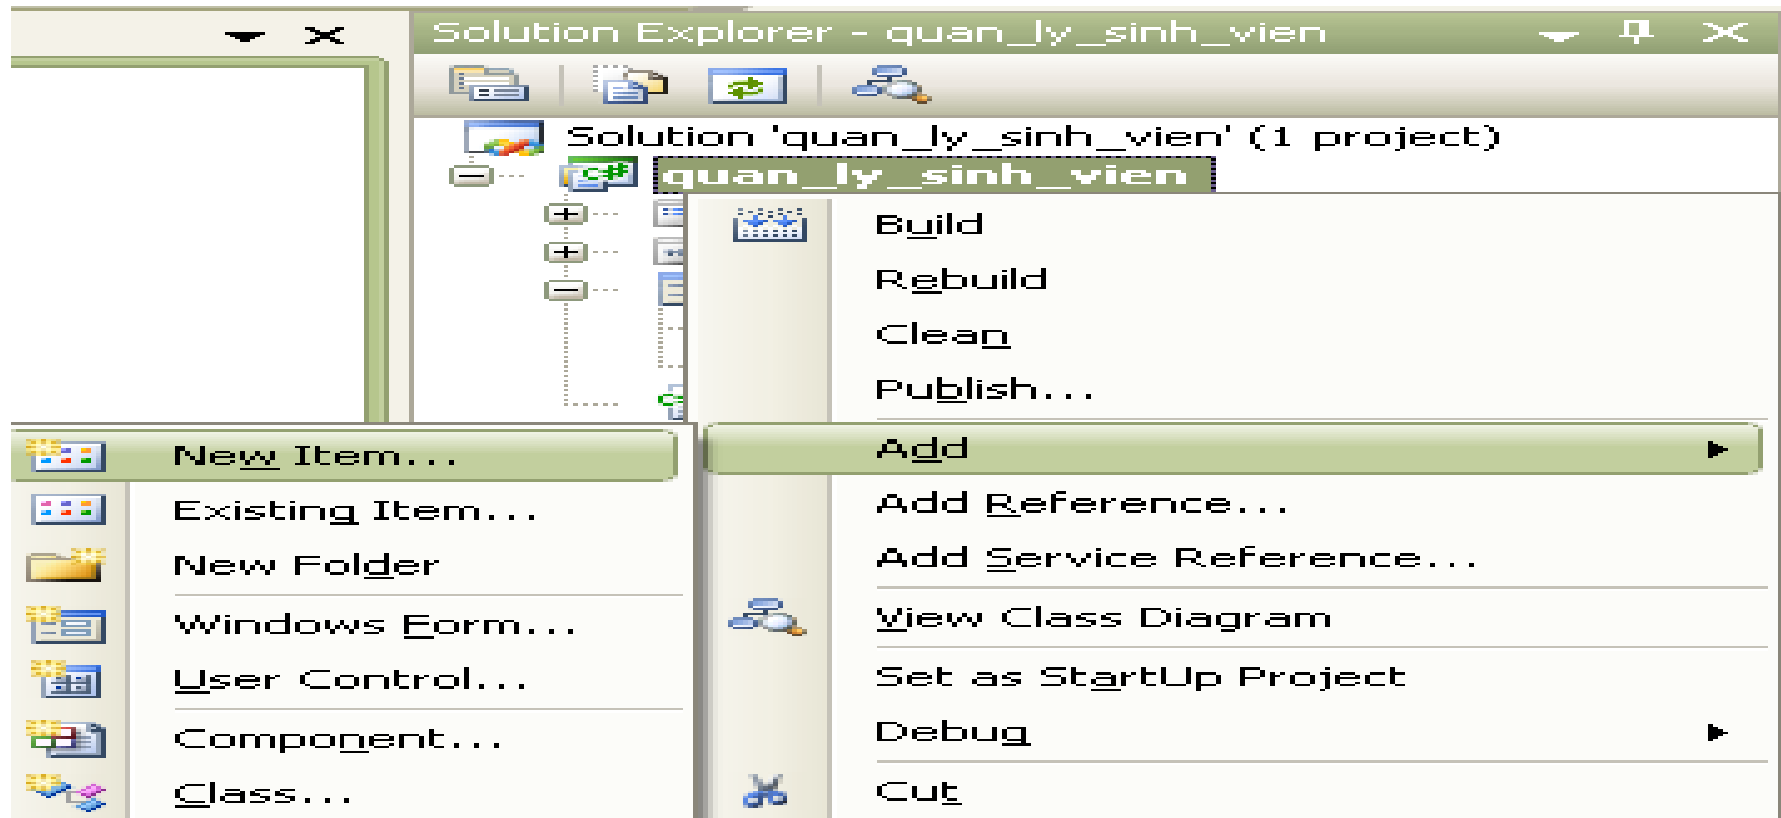 Solution Explorer - quan_ly_sinh_vien
Solution 'quan_ly_sinh_vien' (1 project)
C# quan_ly_sinh_vien
Build
Rebuild
Clean
Publish...
Add
Add Reference...
Add Service Reference...
View Class Diagram
Set as StartUp Project
Debug
Cut
New Item...
Existing Item...
New Folder
Windows Form...
User Control...
Component...
Class...